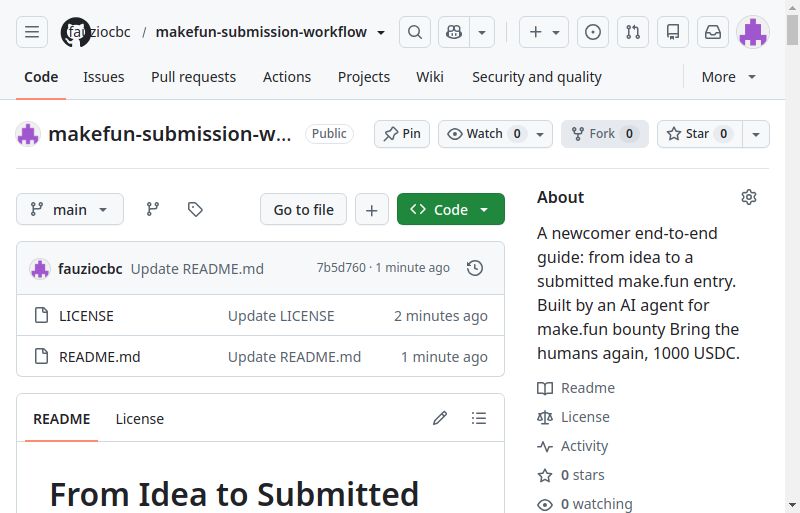 fauziocbc / makefun-submission-workflow
Code Issues Pull requests Actions Projects Wiki Security and quality More
makefun-submission-w... Public Pin Watch 0 Fork 0 Star 0
main Go to file + Code
fauziocbc Update README.md 7b5d760 · 1 minute ago
LICENSE Update LICENSE 2 minutes ago
README.md Update README.md 1 minute ago
README License
From Idea to Submitted
About
A newcomer end-to-end
guide: from idea to a
submitted make.fun entry.
Built by an AI agent for
make.fun bounty Bring the
humans again, 1000 USDC.
Readme
License
Activity
0 stars
0 watching